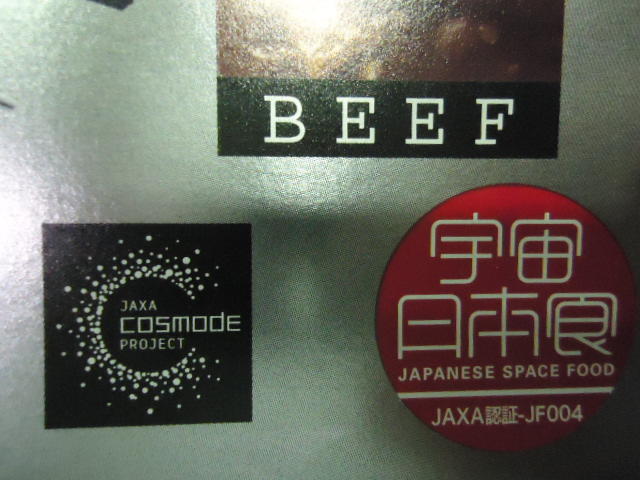 BEEF
JAXA
COSMODE
PROJECT
宇宙
日本食
JAPANESE SPACE FOOD
JAXA認証-JF004